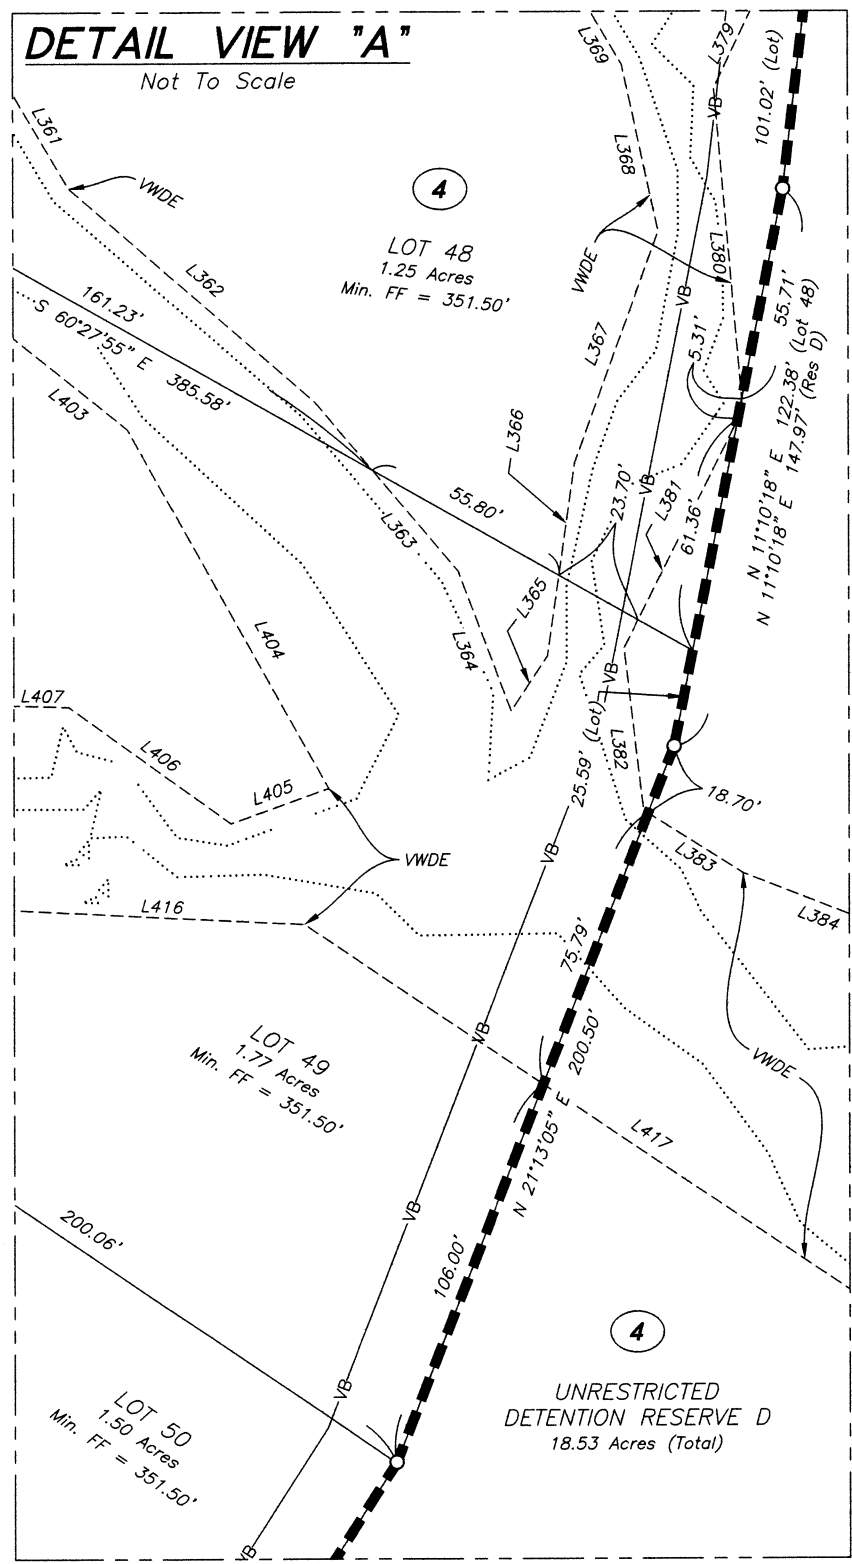 DETAIL VIEW "A"
Not To Scale
L361
VWDE
L362
161.23'
S 60°27'55" E 385.58'
L403
4
LOT 48
1.25 Acres
Min. FF = 351.50'
L369
L368
VWDE
L367
L379
VB
101.02' (Lot)
L380
VB
5.31'
55.71'
N 11°10'18" E 122.38' (Lot 48)
N 11°10'18" E 147.97' (Res D)
L366
55.80'
23.70'
VB
L381
61.36'
L363
L365
L364
L404
VB
L407
L406
L405
25.59' (Lot)
L382
18.70'
VWDE
VB
L383
L384
L416
75.79'
N 21°13'05" E 200.50'
VB
VWDE
LOT 49
1.77 Acres
Min. FF = 351.50'
L417
VB
200.06'
106.00'
4
UNRESTRICTED
DETENTION RESERVE D
18.53 Acres (Total)
VB
LOT 50
1.50 Acres
Min. FF = 351.50'
VB